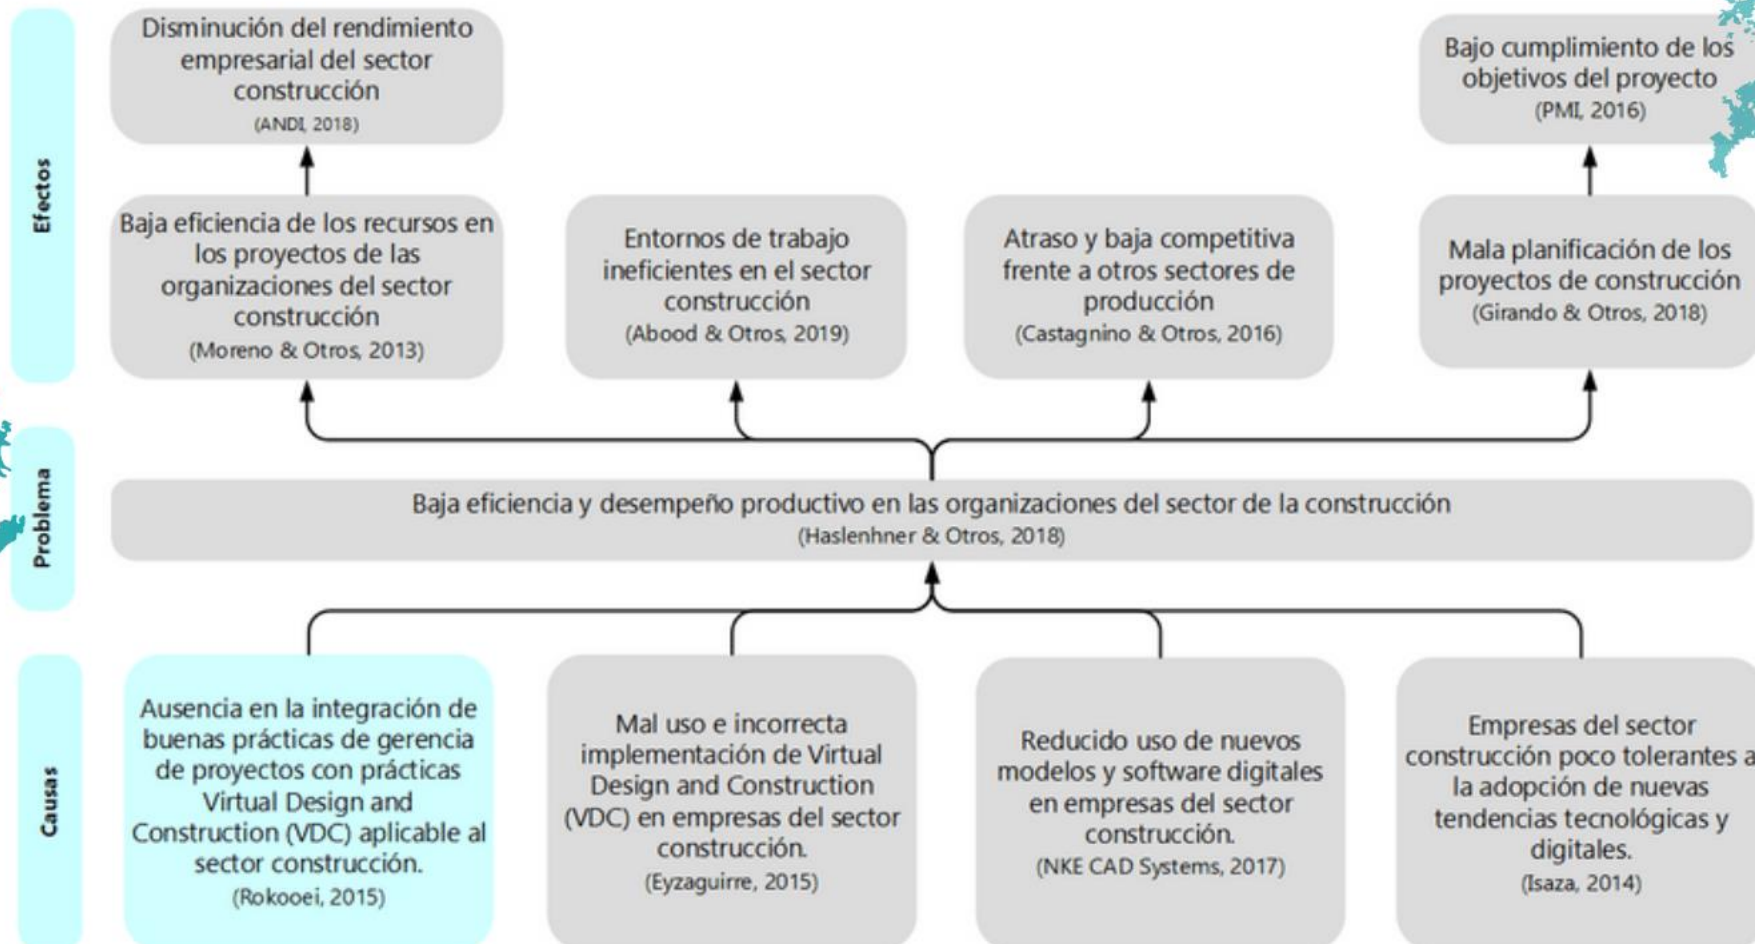 Efectos
Disminución del rendimiento
empresarial del sector
construcción
(ANDI, 2018)
Bajo cumplimiento de los
objetivos del proyecto
(PMI, 2016)
Baja eficiencia de los recursos en
los proyectos de las
organizaciones del sector
construcción
(Moreno & Otros, 2013)
Entornos de trabajo
ineficientes en el sector
construcción
(Abood & Otros, 2019)
Atraso y baja competitiva
frente a otros sectores de
producción
(Castagnino & Otros, 2016)
Mala planificación de los
proyectos de construcción
(Girando & Otros, 2018)
Problema
Baja eficiencia y desempeño productivo en las organizaciones del sector de la construcción
(Haslenhner & Otros, 2018)
Causas
Ausencia en la integración de
buenas prácticas de gerencia
de proyectos con prácticas
Virtual Design and
Construction (VDC) aplicable al
sector construcción.
(Rokooei, 2015)
Mal uso e incorrecta
implementación de Virtual
Design and Construction
(VDC) en empresas del sector
construcción.
(Eyzaguirre, 2015)
Reducido uso de nuevos
modelos y software digitales
en empresas del sector
construcción.
(NKE CAD Systems, 2017)
Empresas del sector
construcción poco tolerantes a
la adopción de nuevas
tendencias tecnológicas y
digitales.
(Isaza, 2014)